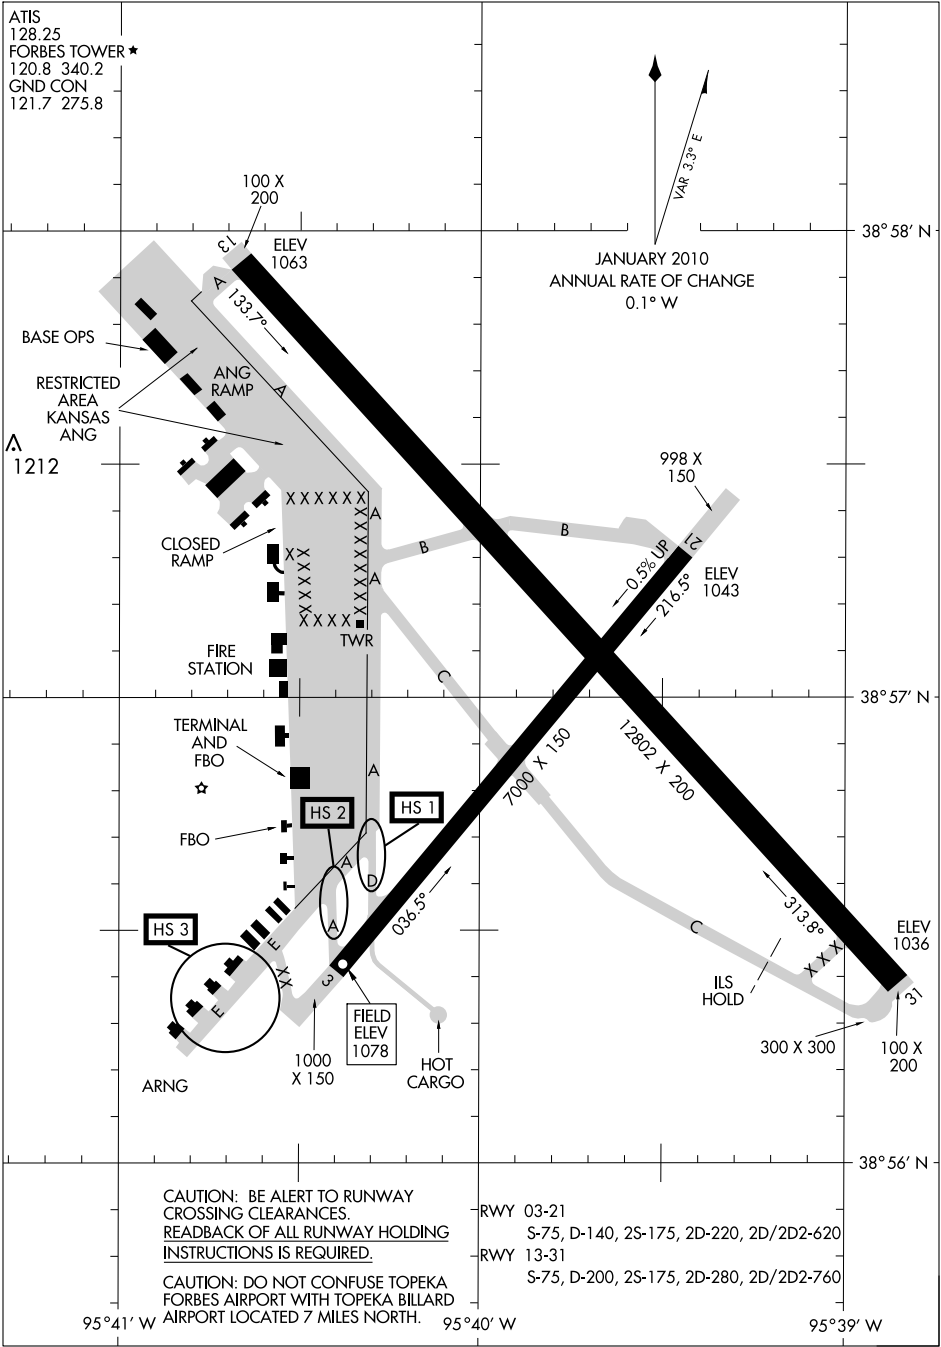 ATIS
128.25
FORBES TOWER ★
120.8 340.2
GND CON
121.7 275.8
VAR 3.3° E
JANUARY 2010
ANNUAL RATE OF CHANGE
0.1° W
38°58' N
100 X
200
13
ELEV
1063
A
133.7°
BASE OPS
ANG
RAMP
A
RESTRICTED
AREA
KANSAS
ANG
1212
998 X
150
X X X X X X X
X
X
X
X
X
X
X
X
X X
X
X
X
X
X X X X
A
A
B
B
21
CLOSED
RAMP
0.5% UP
216.5°
ELEV
1043
TWR
FIRE
STATION
C
38°57' N
TERMINAL
AND
FBO
7000 X 150
12802 X 200
A
HS 2
HS 1
FBO
A
D
A
036.5°
313.8°
C
ELEV
1036
HS 3
E
E
X X
3
X X X
ILS
HOLD
31
FIELD
ELEV
1078
1000
X 150
HOT
CARGO
300 X 300
100 X
200
ARNG
38°56' N
CAUTION: BE ALERT TO RUNWAY
CROSSING CLEARANCES.
READBACK OF ALL RUNWAY HOLDING
INSTRUCTIONS IS REQUIRED.
CAUTION: DO NOT CONFUSE TOPEKA
FORBES AIRPORT WITH TOPEKA BILLARD
AIRPORT LOCATED 7 MILES NORTH.
RWY 03-21
S-75, D-140, 2S-175, 2D-220, 2D/2D2-620
RWY 13-31
S-75, D-200, 2S-175, 2D-280, 2D/2D2-760
95°41' W
95°40' W
95°39' W